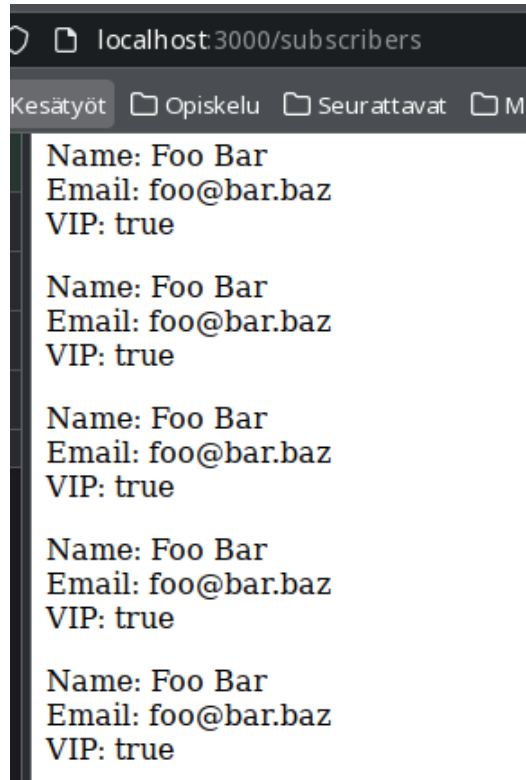 localhost:3000/subscribers
Kesätyöt Opiskelu Seurattavat M
Name: Foo Bar
Email: foo@bar.baz
VIP: true
Name: Foo Bar
Email: foo@bar.baz
VIP: true
Name: Foo Bar
Email: foo@bar.baz
VIP: true
Name: Foo Bar
Email: foo@bar.baz
VIP: true
Name: Foo Bar
Email: foo@bar.baz
VIP: true